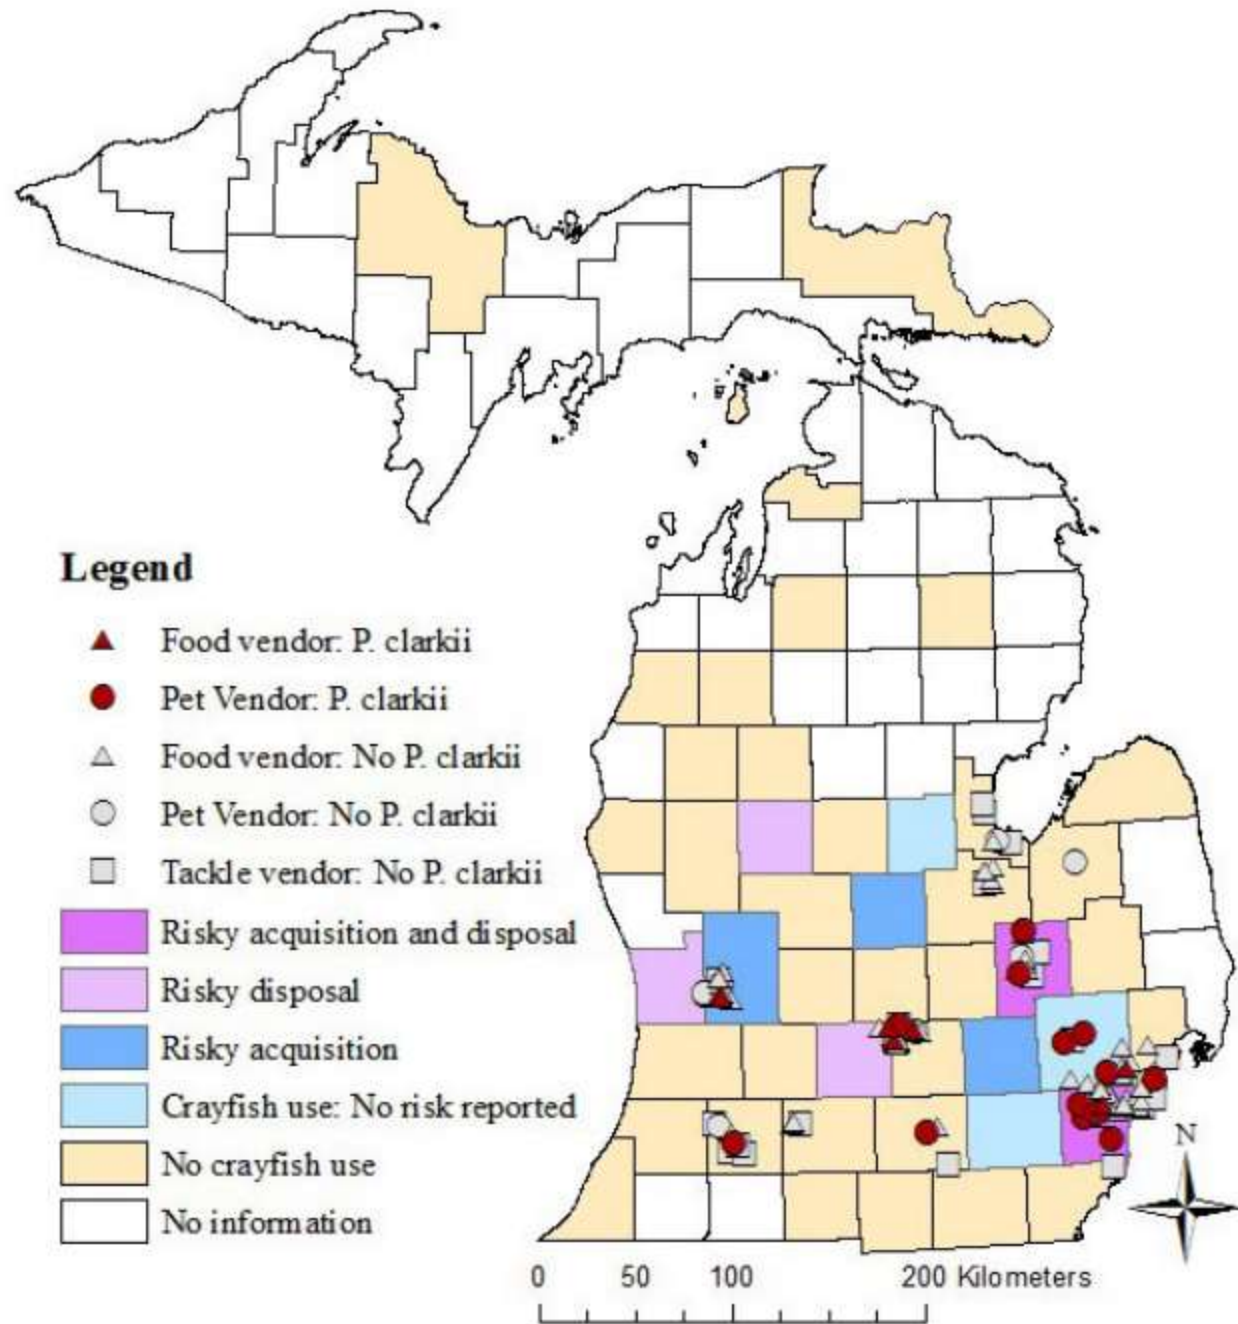 Legend
Food vendor: P. clarkii
Pet Vendor: P. clarkii
Food vendor: No P. clarkii
Pet Vendor: No P. clarkii
Tackle vendor: No P. clarkii
Risky acquisition and disposal
Risky disposal
Risky acquisition
Crayfish use: No risk reported
No crayfish use
No information
N
0 50 100 200 Kilometers